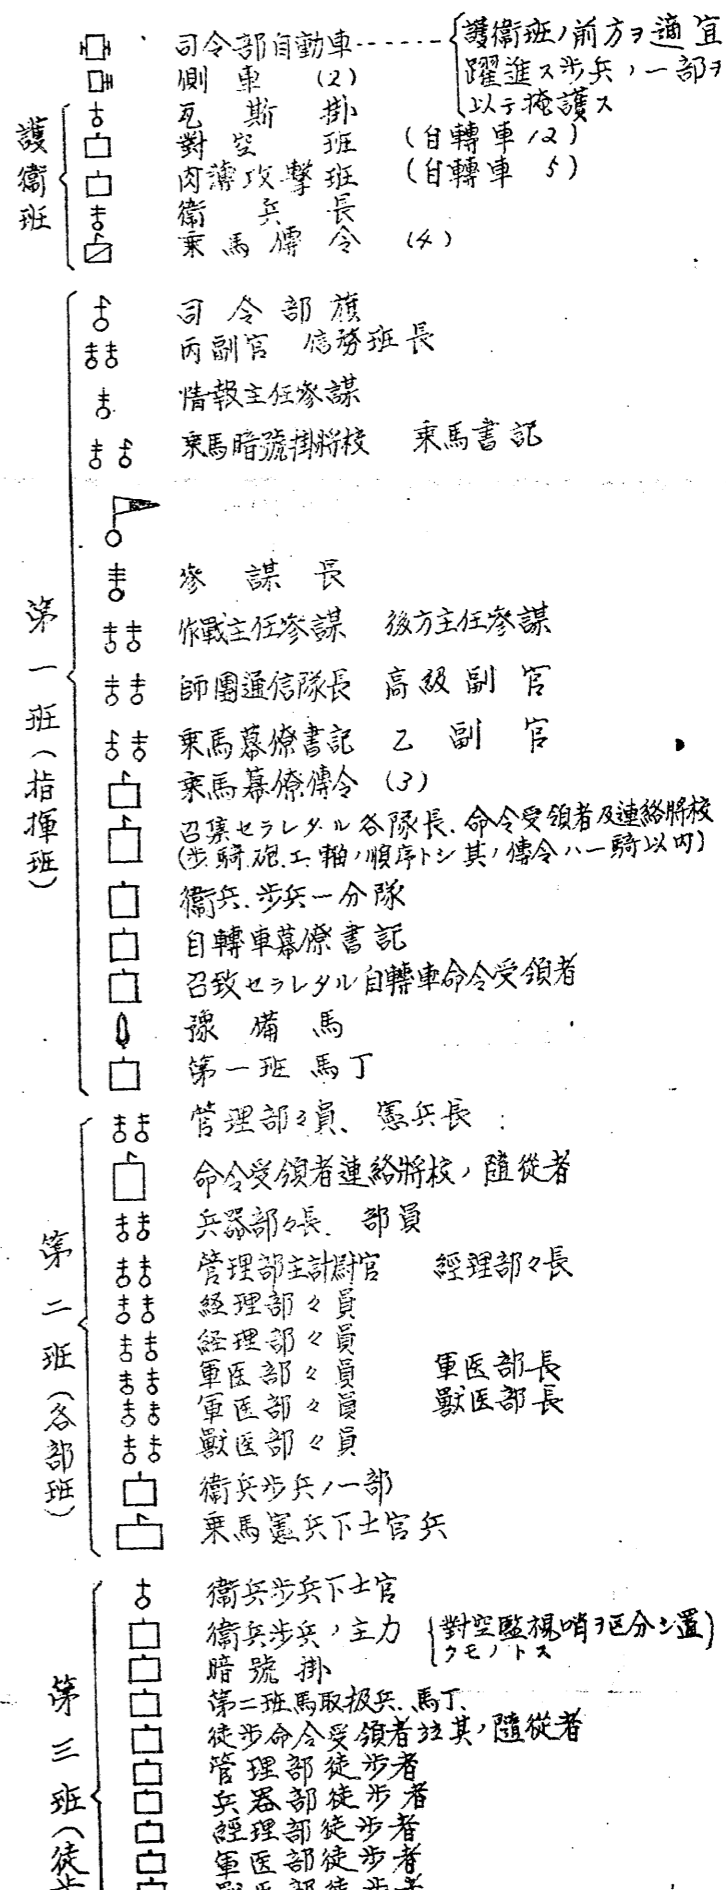 司令部自動車-----{護衛班ノ前方ヲ適宜
躍進ス歩兵ノ一部ヲ
以テ掩護ス
側車 (2)
護衛班
瓦斯掛
對空班 (自轉車12)
肉薄攻撃班 (自轉車 5)
衛兵長
乗馬傳令 (4)
第一班(指揮班)
司令部旗
丙副官 信務班長
情報主任參謀
乘馬暗號掛將校 乘馬書記
參謀長
作戰主任參謀 後方主任參謀
師團通信隊長 高級副官
乘馬幕僚書記 乙副官
乘馬幕僚傳令 (3)
召集セラレタル各隊長、命令受領者及連絡將校
(歩.騎.砲.工.輜ノ順序トシ其ノ傳令ハ一騎以内)
衛兵.歩兵一分隊
自轉車幕僚書記
召致セラレタル自轉車命令受領者
豫備馬
第一班馬丁
第二班(各部班)
管理部々員、憲兵長
命令受領者連絡將校ノ隨從者
兵器部々長. 部員
管理部主計尉官 經理部々長
経理部々員
経理部々員
軍医部々員 軍医部長
軍医部々員 獸医部長
獸医部々員
衛兵歩兵ノ一部
乗馬憲兵下士官兵
第三班(徒歩
衛兵歩兵下士官
衛兵歩兵ノ主力 {對空監視哨ヲ区分シ置
クモノトス}
暗號掛
第二班馬取扱兵.馬丁.
徒歩命令受領者竝其ノ隨從者
管理部徒歩者
兵器部徒歩者
經理部徒歩者
軍医部徒歩者
獸医部徒歩者